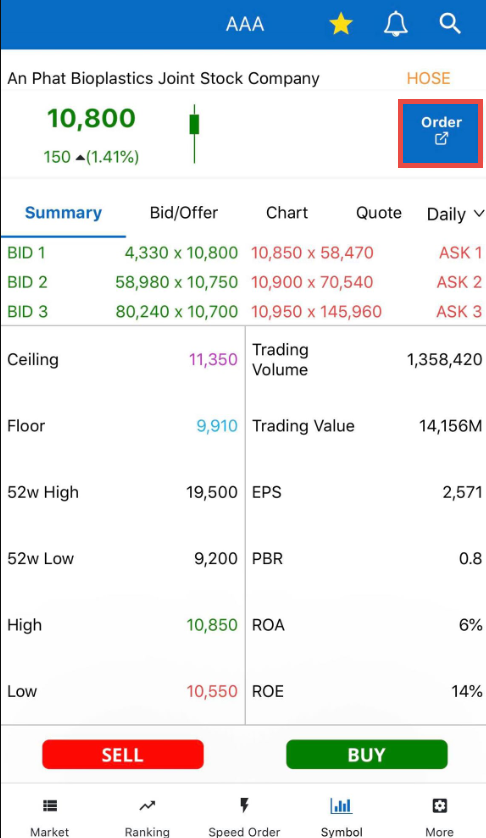 AAA
An Phat Bioplastics Joint Stock Company HOSE
10,800
150 (1.41%)
Order
Summary Bid/Offer Chart Quote Daily
BID 1 4,330 x 10,800 10,850 x 58,470 ASK 1
BID 2 58,980 x 10,750 10,900 x 70,540 ASK 2
BID 3 80,240 x 10,700 10,950 x 145,960 ASK 3
Ceiling 11,350 Trading Volume 1,358,420
Floor 9,910 Trading Value 14,156M
52w High 19,500 EPS 2,571
52w Low 9,200 PBR 0.8
High 10,850 ROA 6%
Low 10,550 ROE 14%
SELL BUY
Market Ranking Speed Order Symbol More